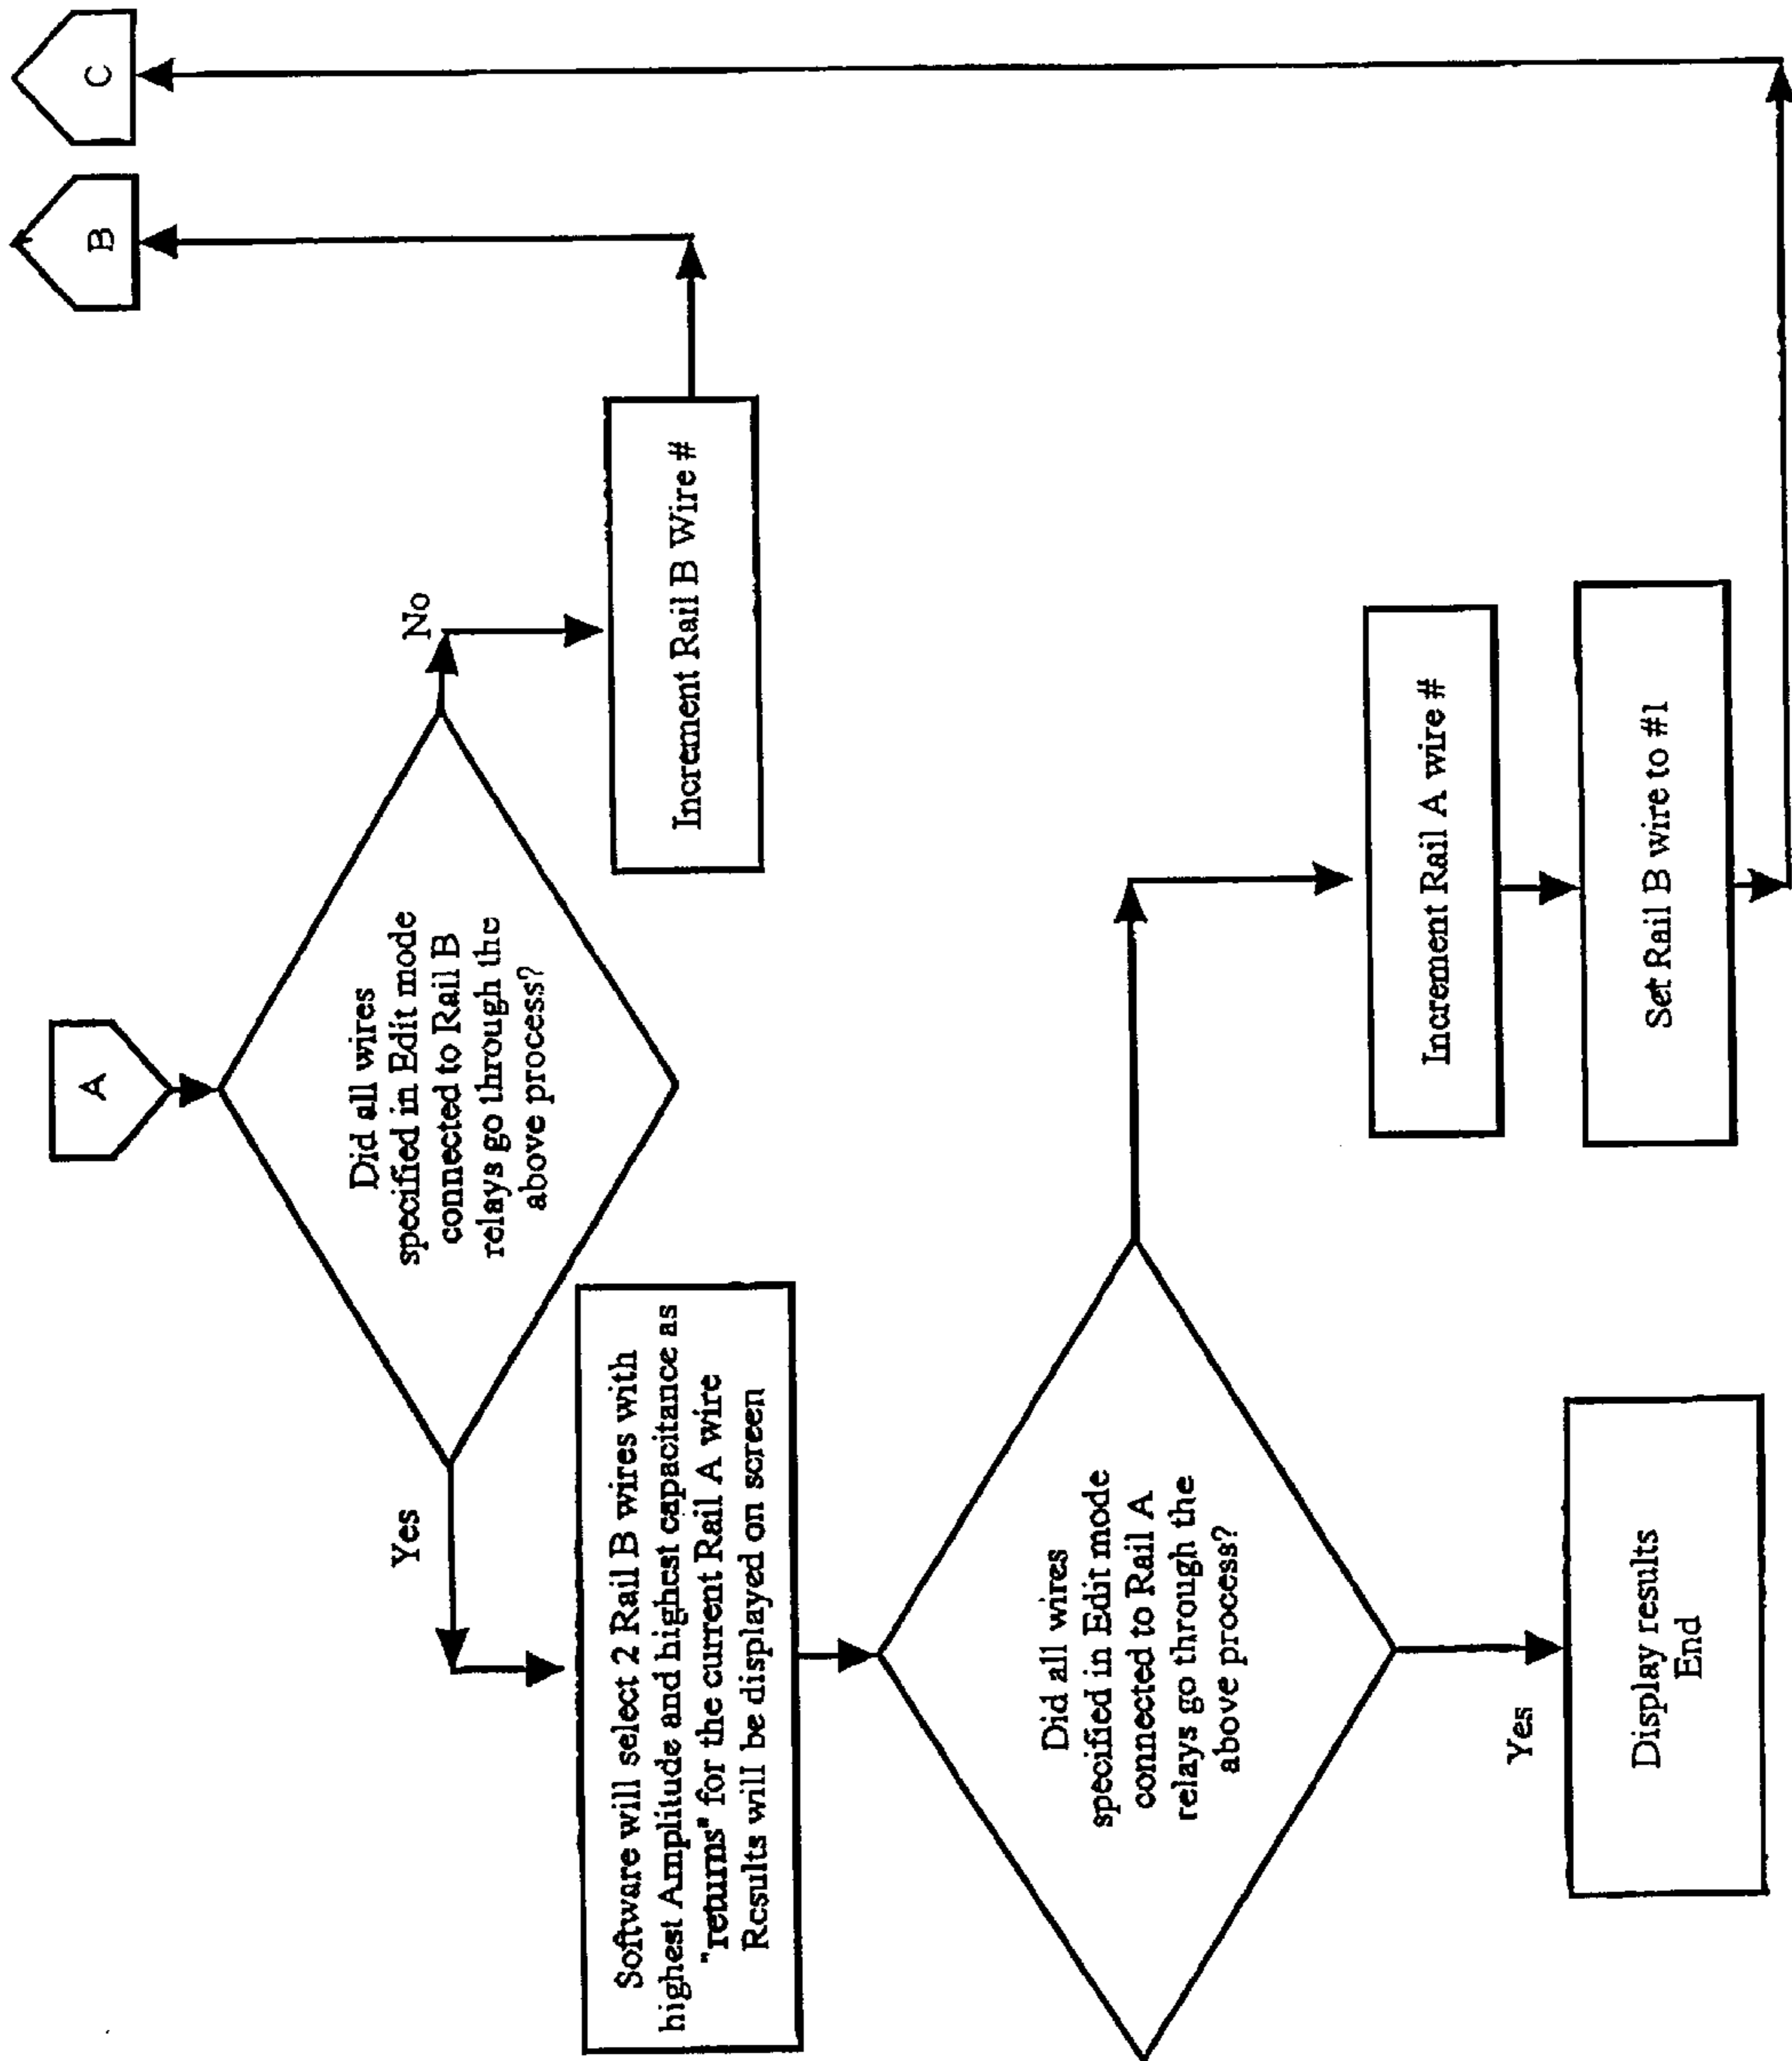 A
B
C
Did all wires
specified in Edit mode
connected to Rail B
relays go through the
above process?
Yes
No
Software will select 2 Rail B wires with
highest Amplitude and highest capacitance as
"returns" for the current Rail A wire
Results will be displayed on screen
Increment Rail B Wire #
Did all wires
specified in Edit mode
connected to Rail A
relays go through the
above process?
Increment Rail A wire #
Set Rail B wire to #1
Yes
Display results
End